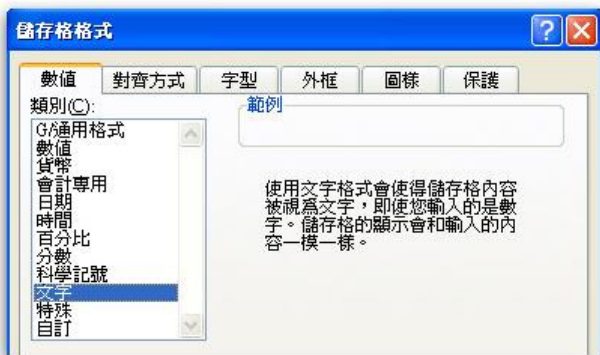 儲存格格式
數值 對齊方式 字型 外框 圖樣 保護
類別(C):
G/通用格式
數值
貨幣
會計專用
日期
時間
百分比
分數
科學記號
文字
特殊
自訂
範例
使用文字格式會使得儲存格內容
被視為文字，即使您輸入的是數
字。儲存格的顯示會和輸入的內
容一模一樣。